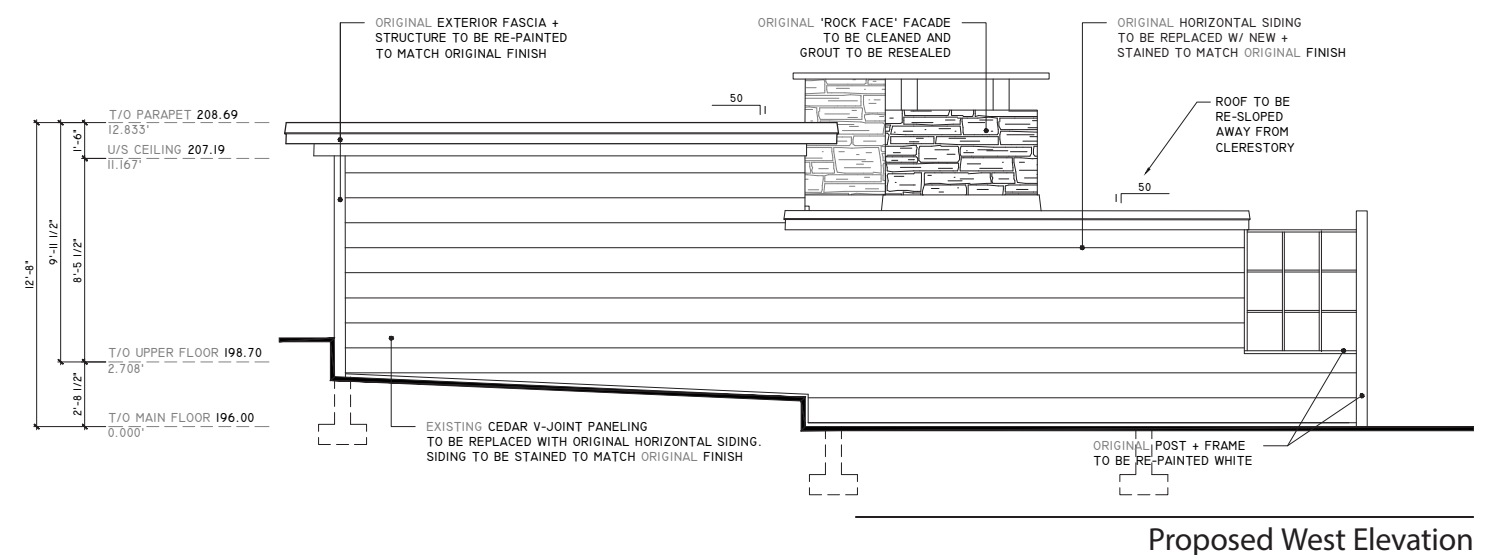 ORIGINAL EXTERIOR FASCIA +
STRUCTURE TO BE RE-PAINTED
TO MATCH ORIGINAL FINISH
ORIGINAL 'ROCK FACE' FACADE
TO BE CLEANED AND
GROUT TO BE RESEALED
ORIGINAL HORIZONTAL SIDING
TO BE REPLACED W/ NEW +
STAINED TO MATCH ORIGINAL FINISH
50
1
ROOF TO BE
RE-SLOPED
AWAY FROM
CLERESTORY
50
1
T/O PARAPET 208.69
12.833'
U/S CEILING 207.19
11.167'
T/O UPPER FLOOR 198.70
2.708'
T/O MAIN FLOOR 196.00
0.000'
12'-8"
9'-11 1/2"
1'-6"
8'-5 1/2"
2'-8 1/2"
EXISTING CEDAR V-JOINT PANELING
TO BE REPLACED WITH ORIGINAL HORIZONTAL SIDING.
SIDING TO BE STAINED TO MATCH ORIGINAL FINISH
ORIGINAL POST + FRAME
TO BE RE-PAINTED WHITE
Proposed West Elevation